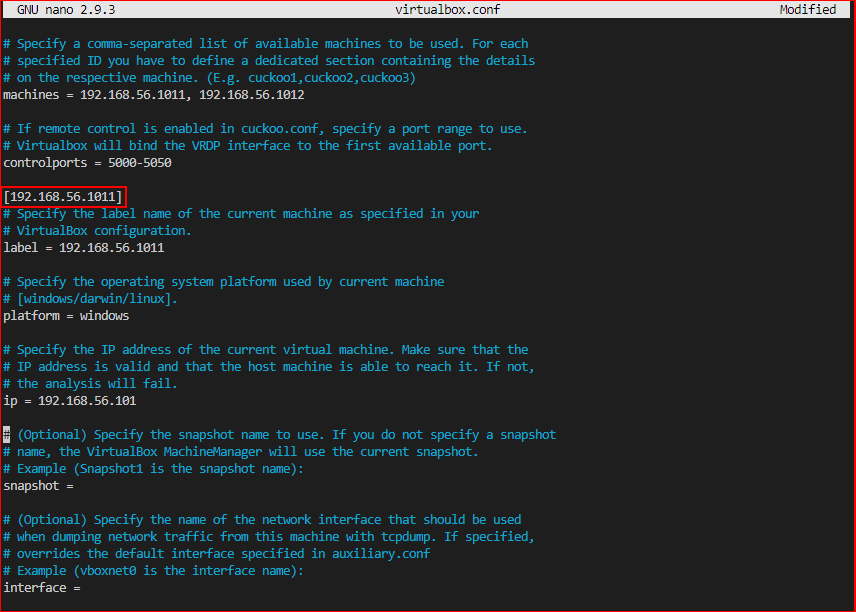 GNU nano 2.9.3 virtualbox.conf Modified
# Specify a comma-separated list of available machines to be used. For each
# specified ID you have to define a dedicated section containing the details
# on the respective machine. (E.g. cuckoo1,cuckoo2,cuckoo3)
machines = 192.168.56.1011, 192.168.56.1012
# If remote control is enabled in cuckoo.conf, specify a port range to use.
# Virtualbox will bind the VRDP interface to the first available port.
controlports = 5000-5050
[192.168.56.1011]
# Specify the label name of the current machine as specified in your
# VirtualBox configuration.
label = 192.168.56.1011
# Specify the operating system platform used by current machine
# [windows/darwin/linux].
platform = windows
# Specify the IP address of the current virtual machine. Make sure that the
# IP address is valid and that the host machine is able to reach it. If not,
# the analysis will fail.
ip = 192.168.56.101
# (Optional) Specify the snapshot name to use. If you do not specify a snapshot
# name, the VirtualBox MachineManager will use the current snapshot.
# Example (Snapshot1 is the snapshot name):
snapshot =
# (Optional) Specify the name of the network interface that should be used
# when dumping network traffic from this machine with tcpdump. If specified,
# overrides the default interface specified in auxiliary.conf
# Example (vboxnet0 is the interface name):
interface =